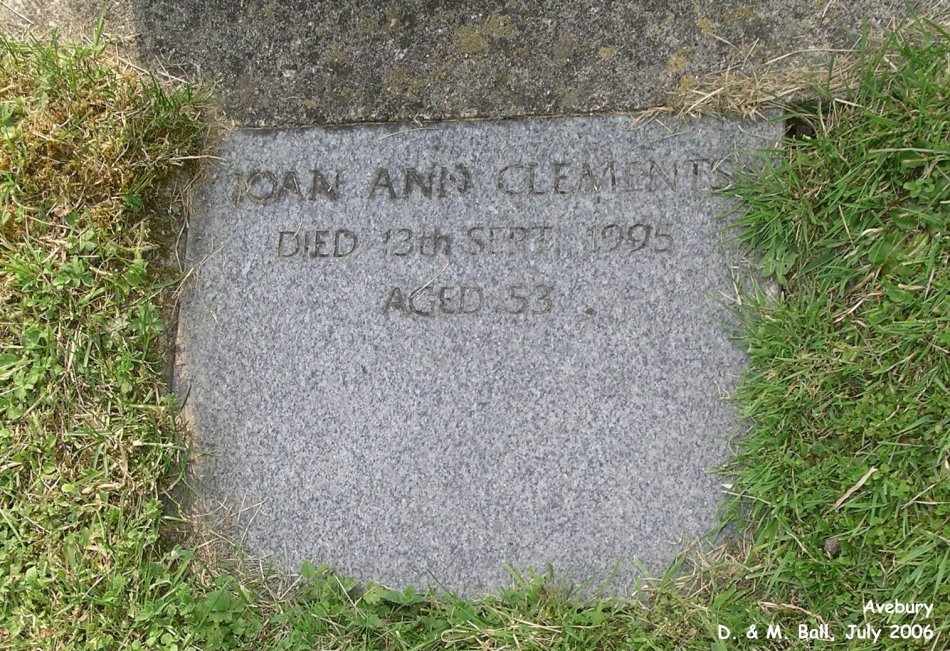 JOAN ANN CLEMENTS
DIED 13th SEPT. 1995
AGED 53.
Avebury
D. & M. Ball, July 2006